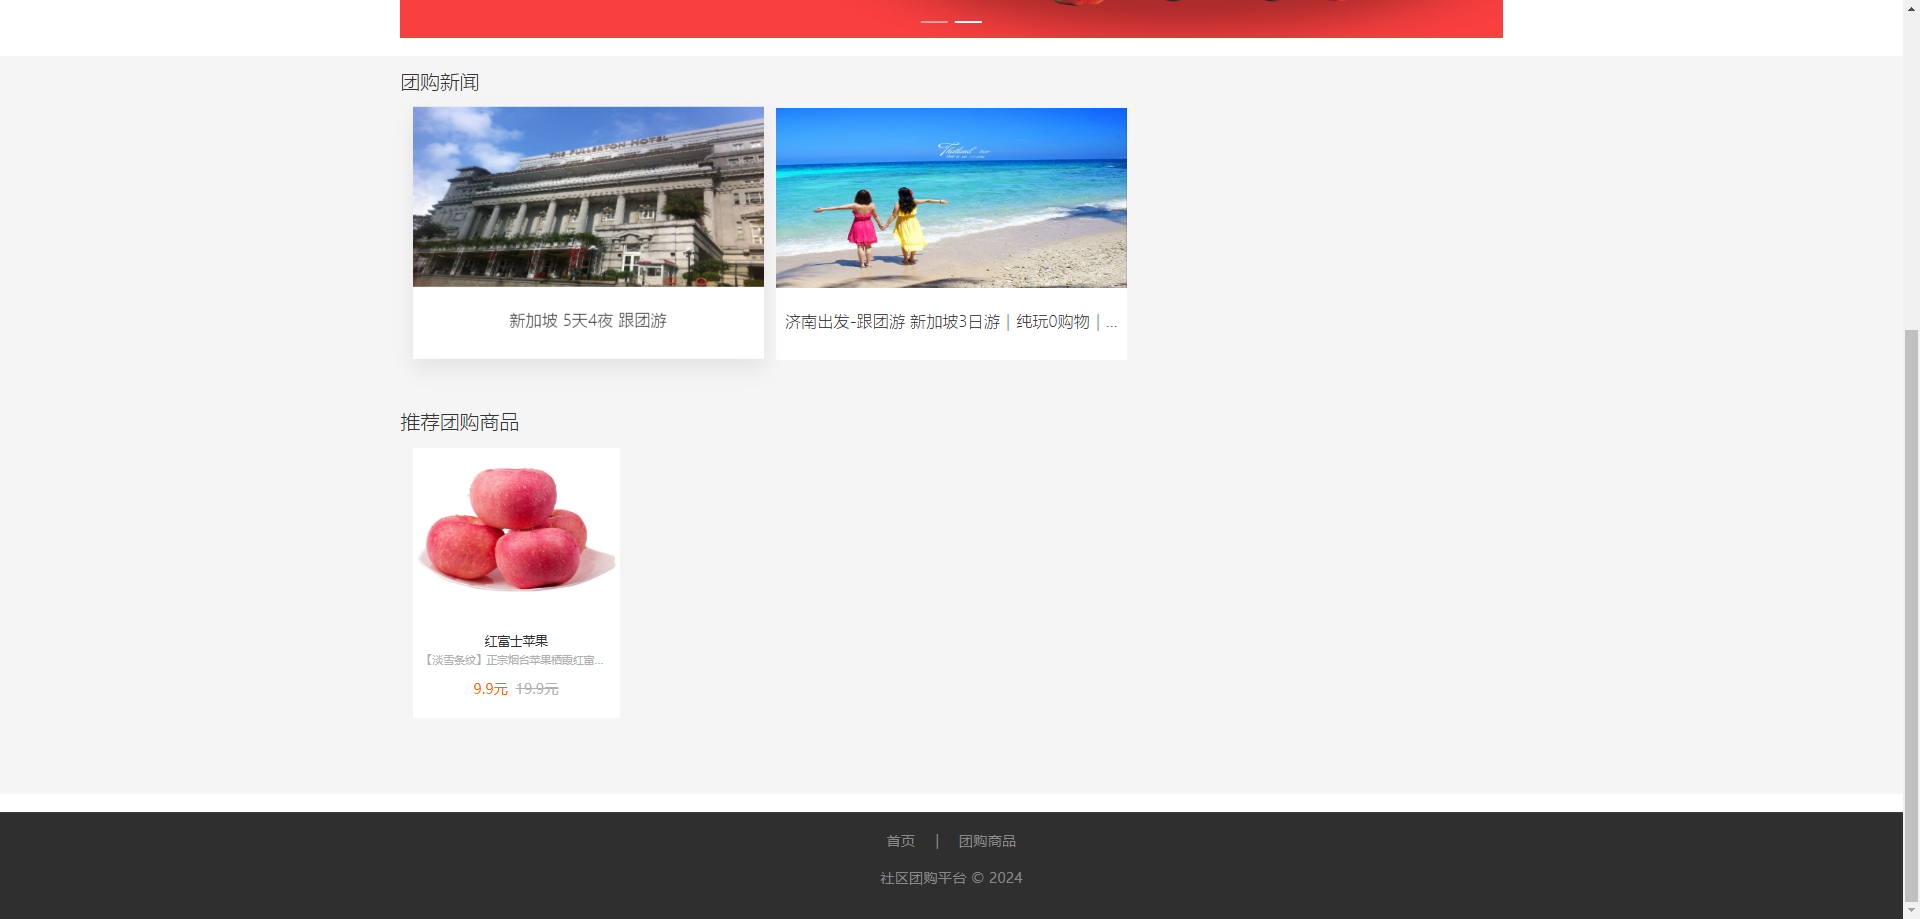 团购新闻
THE FULLERTON HOTEL
Thailand
新加坡 5天4夜 跟团游
济南出发-跟团游 新加坡3日游｜纯玩0购物｜...
推荐团购商品
红富士苹果
【淡雪条纹】正宗烟台苹果栖霞红富...
9.9元 19.9元
首页 | 团购商品
社区团购平台 © 2024